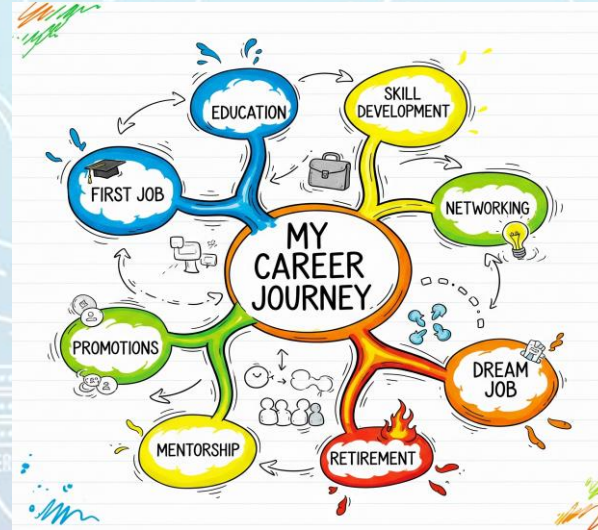 MY
CAREER
JOURNEY
EDUCATION
SKILL
DEVELOPMENT
NETWORKING
DREAM
JOB
RETIREMENT
MENTORSHIP
PROMOTIONS
FIRST JOB